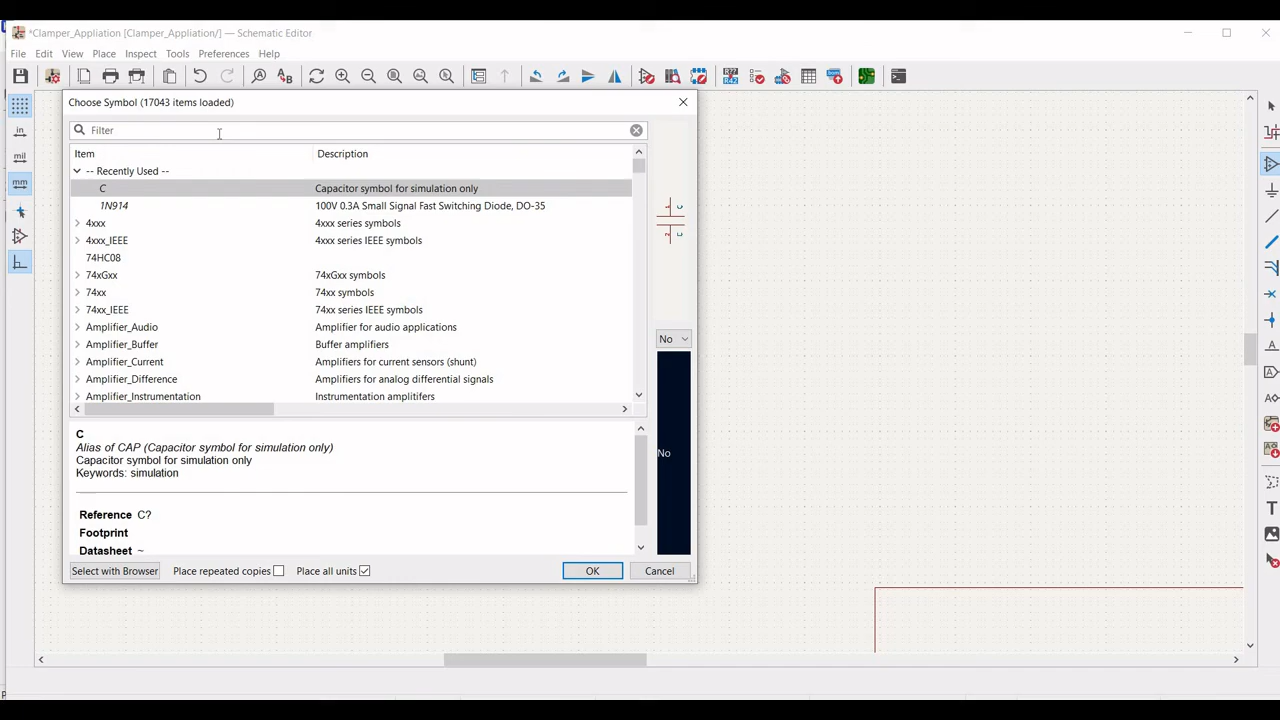 *Clamper_Appliation [Clamper_Appliation/] — Schematic Editor
File Edit View Place Inspect Tools Preferences Help
Choose Symbol (17043 items loaded)
Filter
Item Description
-- Recently Used --
C Capacitor symbol for simulation only
1N914 100V 0.3A Small Signal Fast Switching Diode, DO-35
4xxx 4xxx series symbols
4xxx_IEEE 4xxx series IEEE symbols
74HC08
74xGxx 74xGxx symbols
74xx 74xx symbols
74xx_IEEE 74xx series IEEE symbols
Amplifier_Audio Amplifier for audio applications
Amplifier_Buffer Buffer amplifiers
Amplifier_Current Amplifiers for current sensors (shunt)
Amplifier_Difference Amplifiers for analog differential signals
Amplifier_Instrumentation Instrumentation amplitifers
No
No
C
Alias of CAP (Capacitor symbol for simulation only)
Capacitor symbol for simulation only
Keywords: simulation
Reference C?
Footprint
Datasheet ~
Select with Browser Place repeated copies Place all units OK Cancel
in
mil
mm